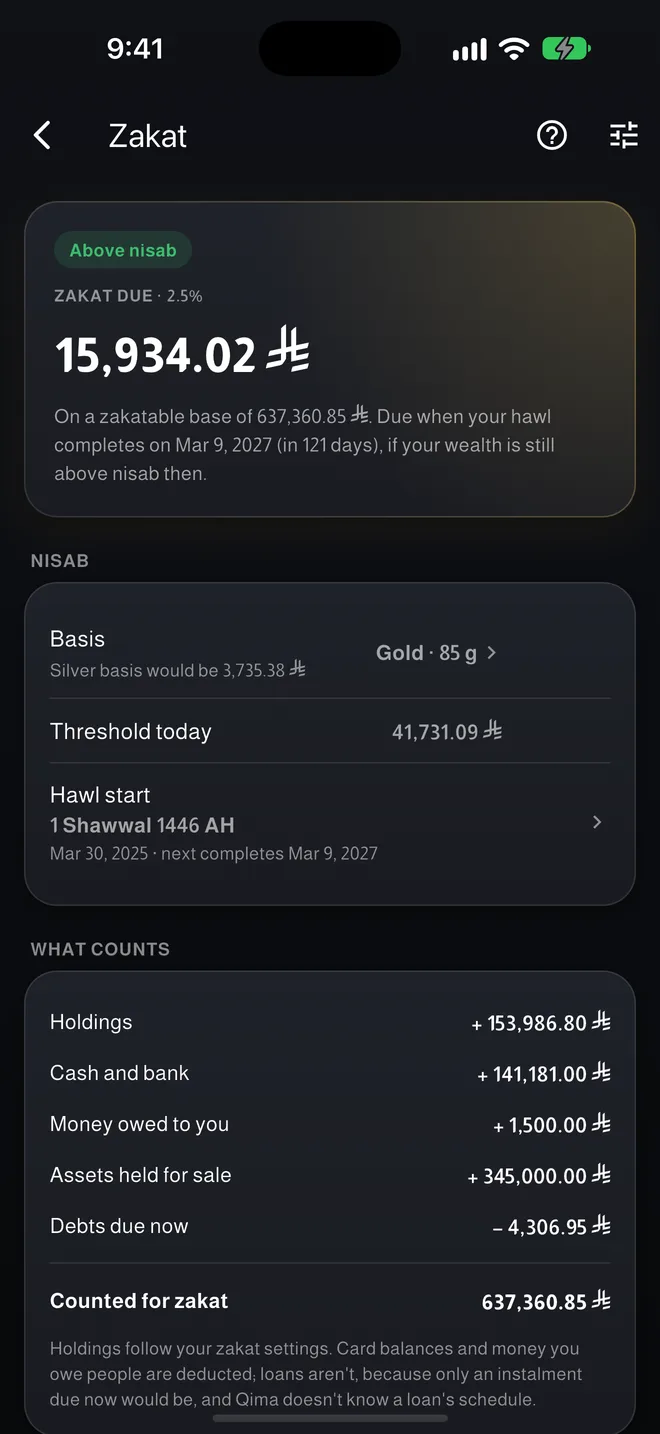 9:41
Zakat
Above nisab
ZAKAT DUE · 2.5%
15,934.02 ⃁
On a zakatable base of 637,360.85 ⃁. Due when your hawl
completes on Mar 9, 2027 (in 121 days), if your wealth is still
above nisab then.
NISAB
Basis
Silver basis would be 3,735.38 ⃁
Gold · 85 g
Threshold today
41,731.09 ⃁
Hawl start
1 Shawwal 1446 AH
Mar 30, 2025 · next completes Mar 9, 2027
WHAT COUNTS
Holdings + 153,986.80 ⃁
Cash and bank + 141,181.00 ⃁
Money owed to you + 1,500.00 ⃁
Assets held for sale + 345,000.00 ⃁
Debts due now – 4,306.95 ⃁
Counted for zakat 637,360.85 ⃁
Holdings follow your zakat settings. Card balances and money you
owe people are deducted; loans aren't, because only an instalment
due now would be, and Qima doesn't know a loan's schedule.